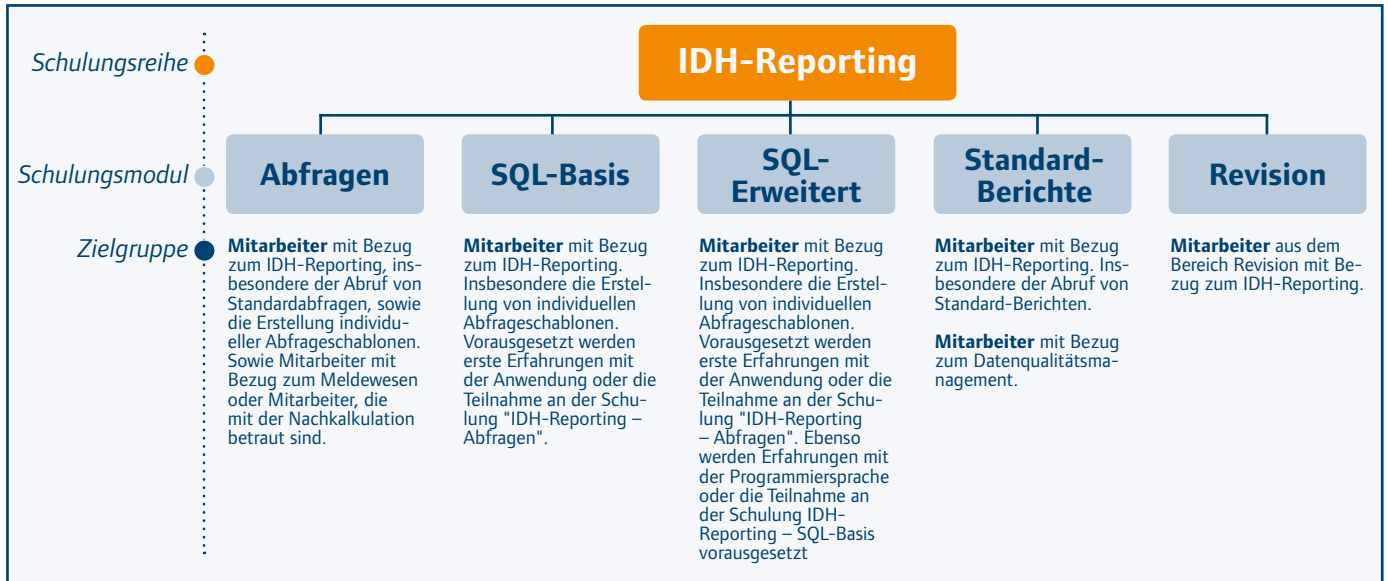 Schulungsreihe
IDH-Reporting
Schulungsmodul
Abfragen
SQL-Basis
SQL-
Erweitert
Standard-
Berichte
Revision
Zielgruppe
Mitarbeiter mit Bezug
zum IDH-Reporting, ins-
besondere der Abruf von
Standardabfragen, sowie
die Erstellung individu-
eller Abfrageschablonen.
Sowie Mitarbeiter mit
Bezug zum Meldewesen
oder Mitarbeiter, die
mit der Nachkalkulation
betraut sind.
Mitarbeiter mit Bezug
zum IDH-Reporting.
Insbesondere die Erstel-
lung von individuellen
Abfrageschablonen.
Vorausgesetzt werden
erste Erfahrungen mit
der Anwendung oder die
Teilnahme an der Schu-
lung "IDH-Reporting –
Abfragen".
Mitarbeiter mit Bezug
zum IDH-Reporting.
Insbesondere die Erstel-
lung von individuellen
Abfrageschablonen.
Vorausgesetzt werden
erste Erfahrungen mit
der Anwendung oder die
Teilnahme an der Schu-
lung "IDH-Reporting
– Abfragen". Ebenso
werden Erfahrungen mit
der Programmiersprache
oder die Teilnahme an
der Schulung IDH-
Reporting – SQL-Basis
vorausgesetzt
Mitarbeiter mit Bezug
zum IDH-Reporting. Ins-
besondere der Abruf von
Standard-Berichten.
Mitarbeiter mit Bezug
zum Datenqualitätsma-
nagement.
Mitarbeiter aus dem
Bereich Revision mit Be-
zug zum IDH-Reporting.